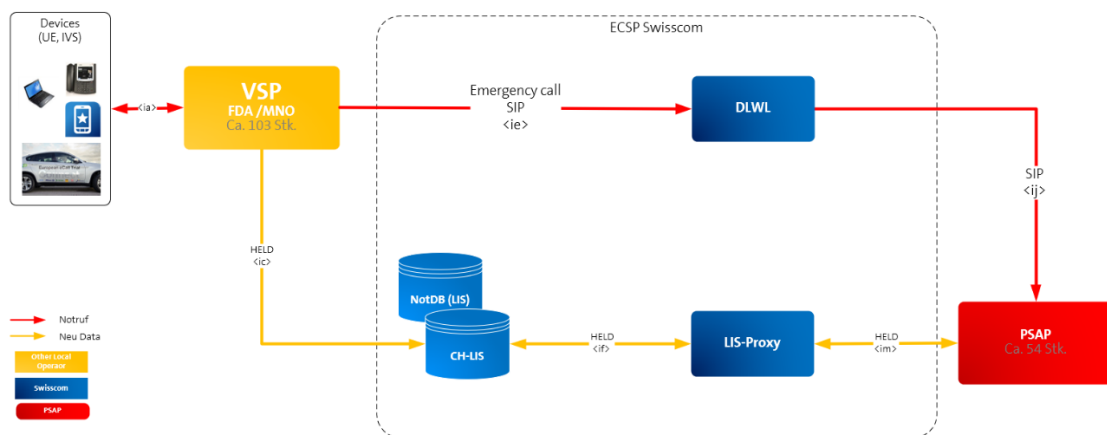 Devices
(UE, IVS)
ECSP Swisscom
<ia>
VSP
FDA /MNO
Ca. 103 Stk.
Emergency call
SIP
<ie>
DLWL
SIP
<ij>
HELD
<ic>
NotDB (LIS)
CH-LIS
HELD
<if>
LIS-Proxy
HELD
<im>
PSAP
Ca. 54 Stk.
Notruf
Neu Data
Other Local
Operator
Swisscom
PSAP